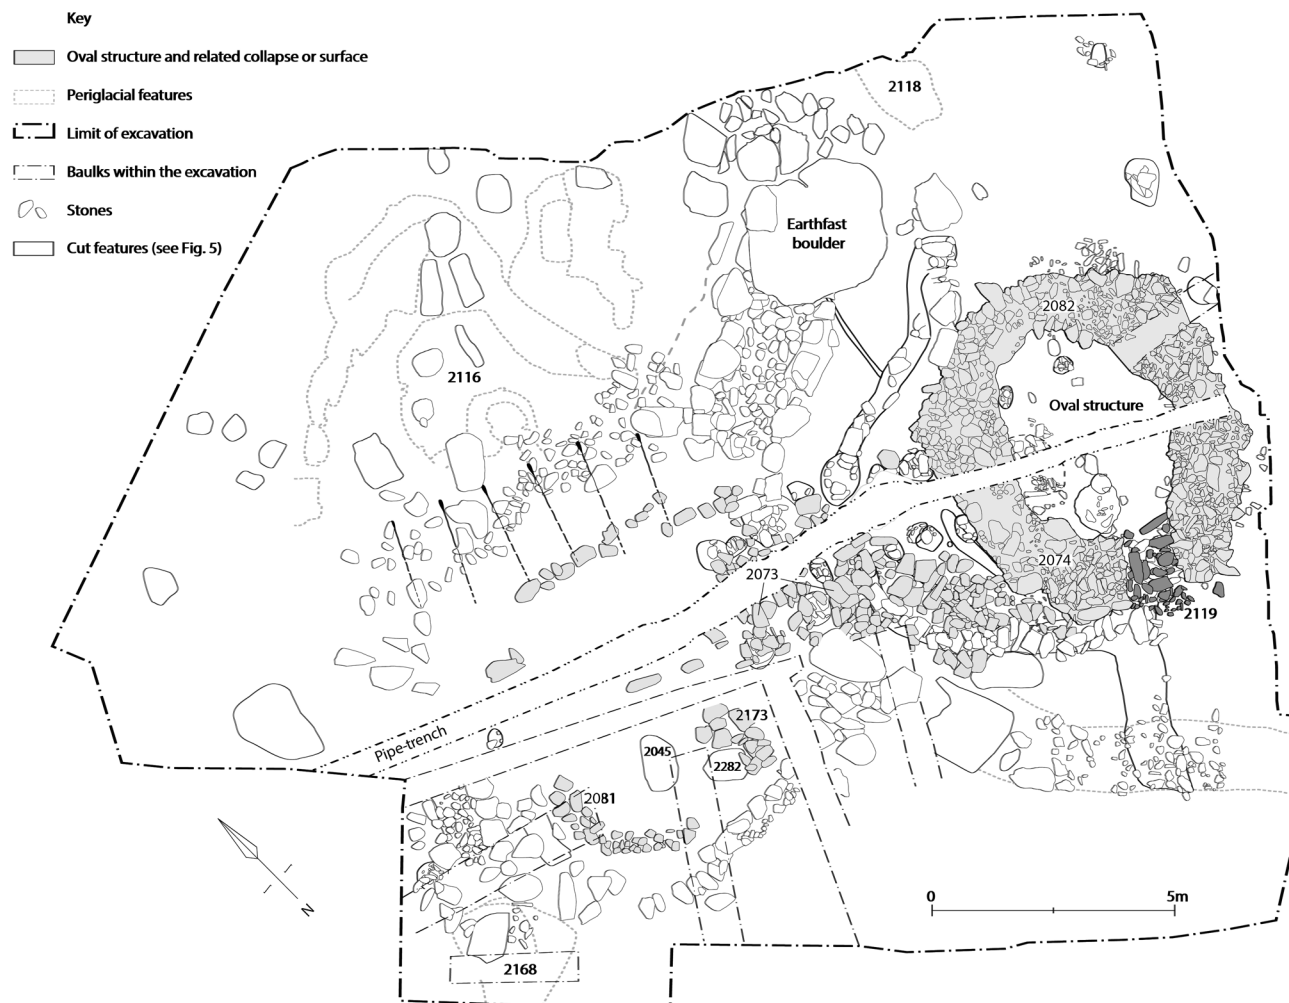 Key
Oval structure and related collapse or surface
Periglacial features
Limit of excavation
Baulks within the excavation
Stones
Cut features (see Fig. 5)
2118
Earthfast
boulder
2082
2116
Oval structure
2073
2074
2119
Pipe-trench
2173
2045
2282
2081
N
0
5m
2168